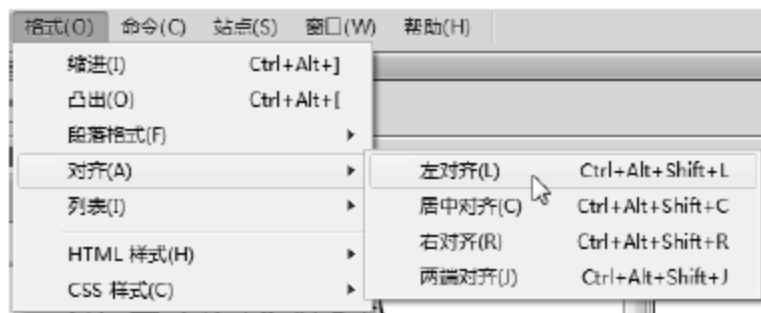 格式(O) 命令(C) 站点(S) 窗口(W) 帮助(H)
缩进(I) Ctrl+Alt+]
凸出(O) Ctrl+Alt+[
段落格式(F)
对齐(A)
列表(I)
HTML 样式(H)
CSS 样式(C)
左对齐(L) Ctrl+Alt+Shift+L
居中对齐(C) Ctrl+Alt+Shift+C
右对齐(R) Ctrl+Alt+Shift+R
两端对齐(J) Ctrl+Alt+Shift+J